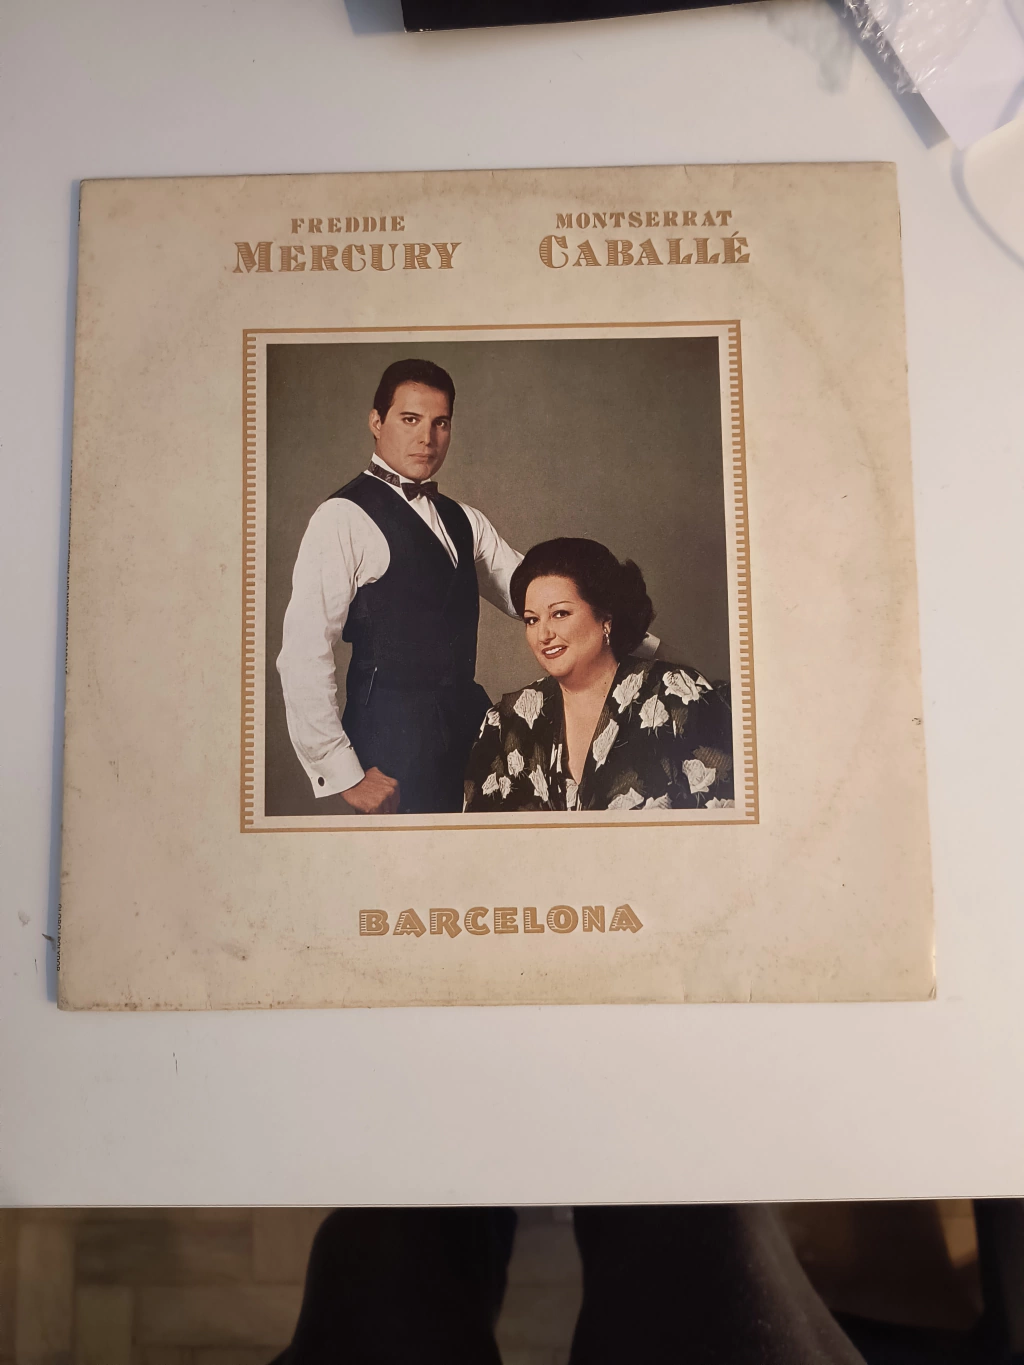 FREDDIE
MERCURY
MONTSERRAT
CABALLÉ
BARCELONA